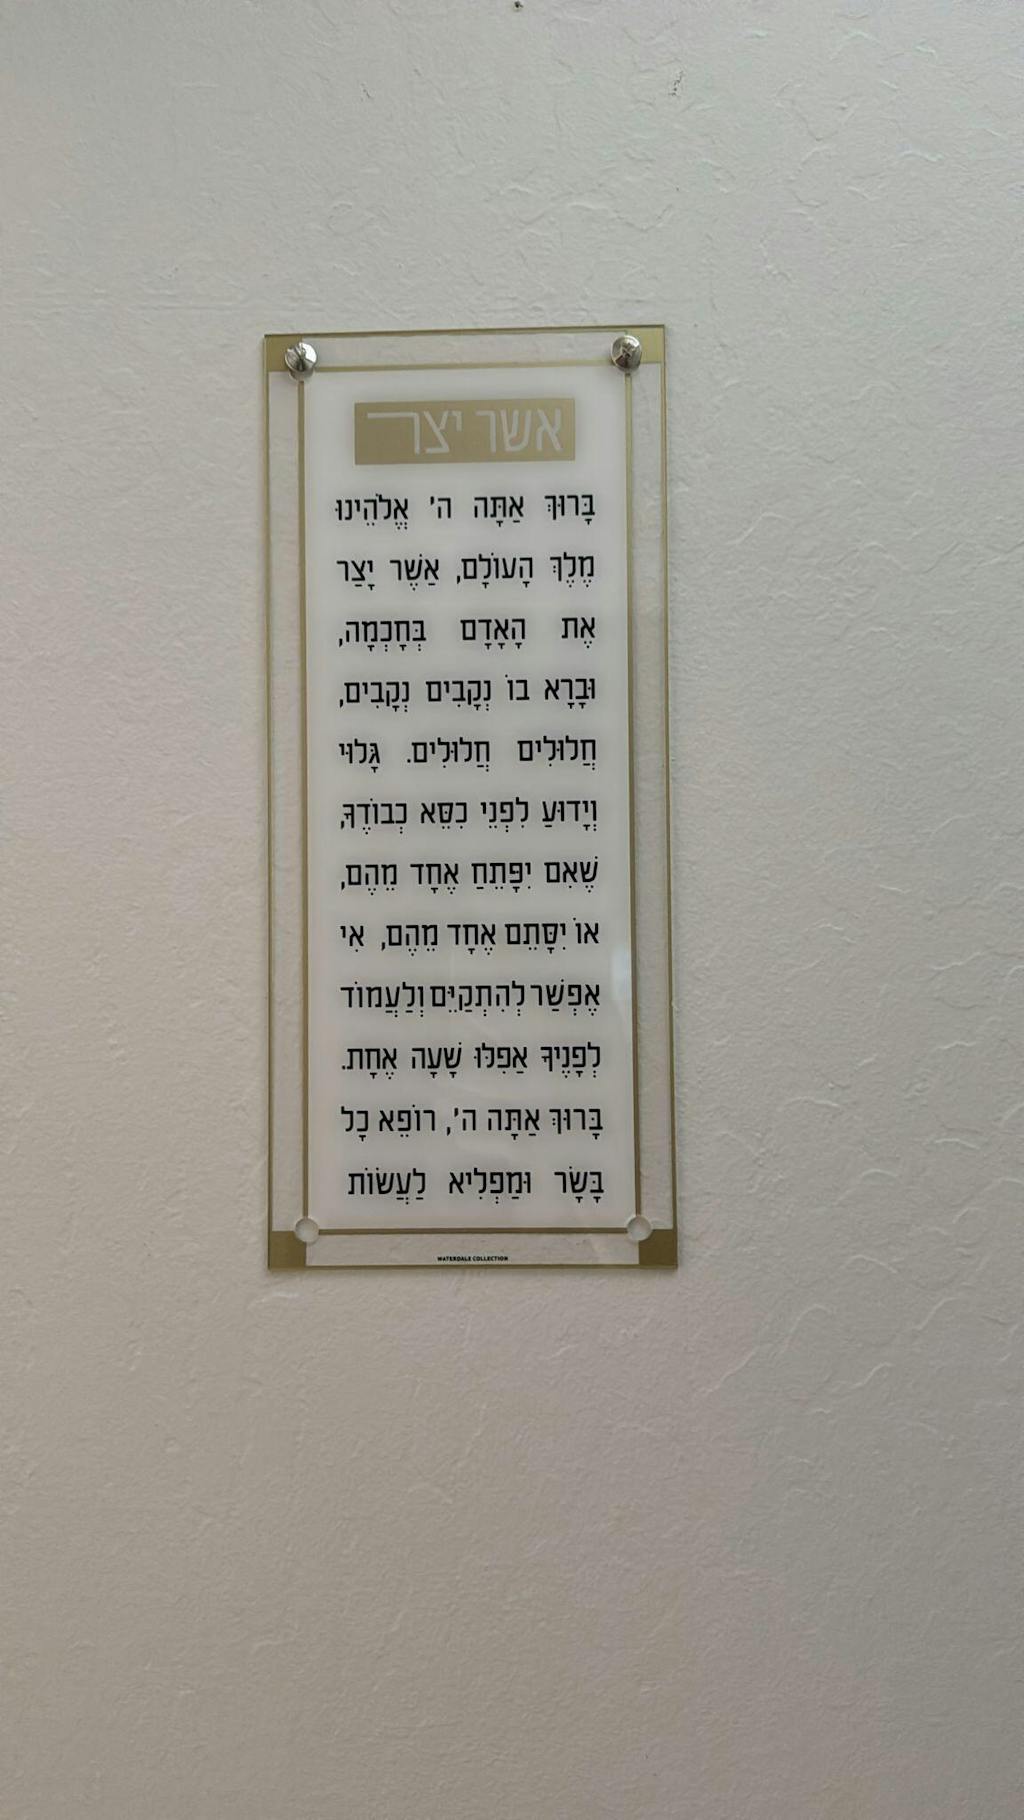 אשר יצר
בָּרוּךְ אַתָּה ה' אֱלֹהֵינוּ
מֶלֶךְ הָעוֹלָם, אֲשֶׁר יָצַר
אֶת הָאָדָם בְּחָכְמָה,
וּבָרָא בוֹ נְקָבִים נְקָבִים,
חֲלוּלִים חֲלוּלִים. גָּלוּי
וְיָדוּעַ לִפְנֵי כִסֵּא כְבוֹדֶךָ,
שֶׁאִם יִפָּתֵחַ אֶחָד מֵהֶם,
אוֹ יִסָּתֵם אֶחָד מֵהֶם, אִי
אֶפְשַׁר לְהִתְקַיֵּם וְלַעֲמוֹד
לְפָנֶיךָ אֲפִלּוּ שָׁעָה אֶחָת.
בָּרוּךְ אַתָּה ה', רוֹפֵא כָל
בָּשָׂר וּמַפְלִיא לַעֲשׂוֹת
WATERDALE COLLECTION